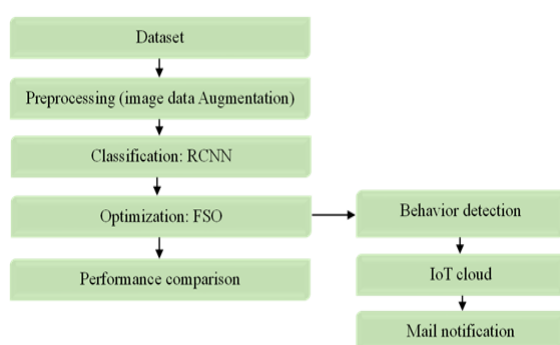 Dataset
Preprocessing (image data Augmentation)
Classification: RCNN
Optimization: FSO
Performance comparison
Behavior detection
IoT cloud
Mail notification